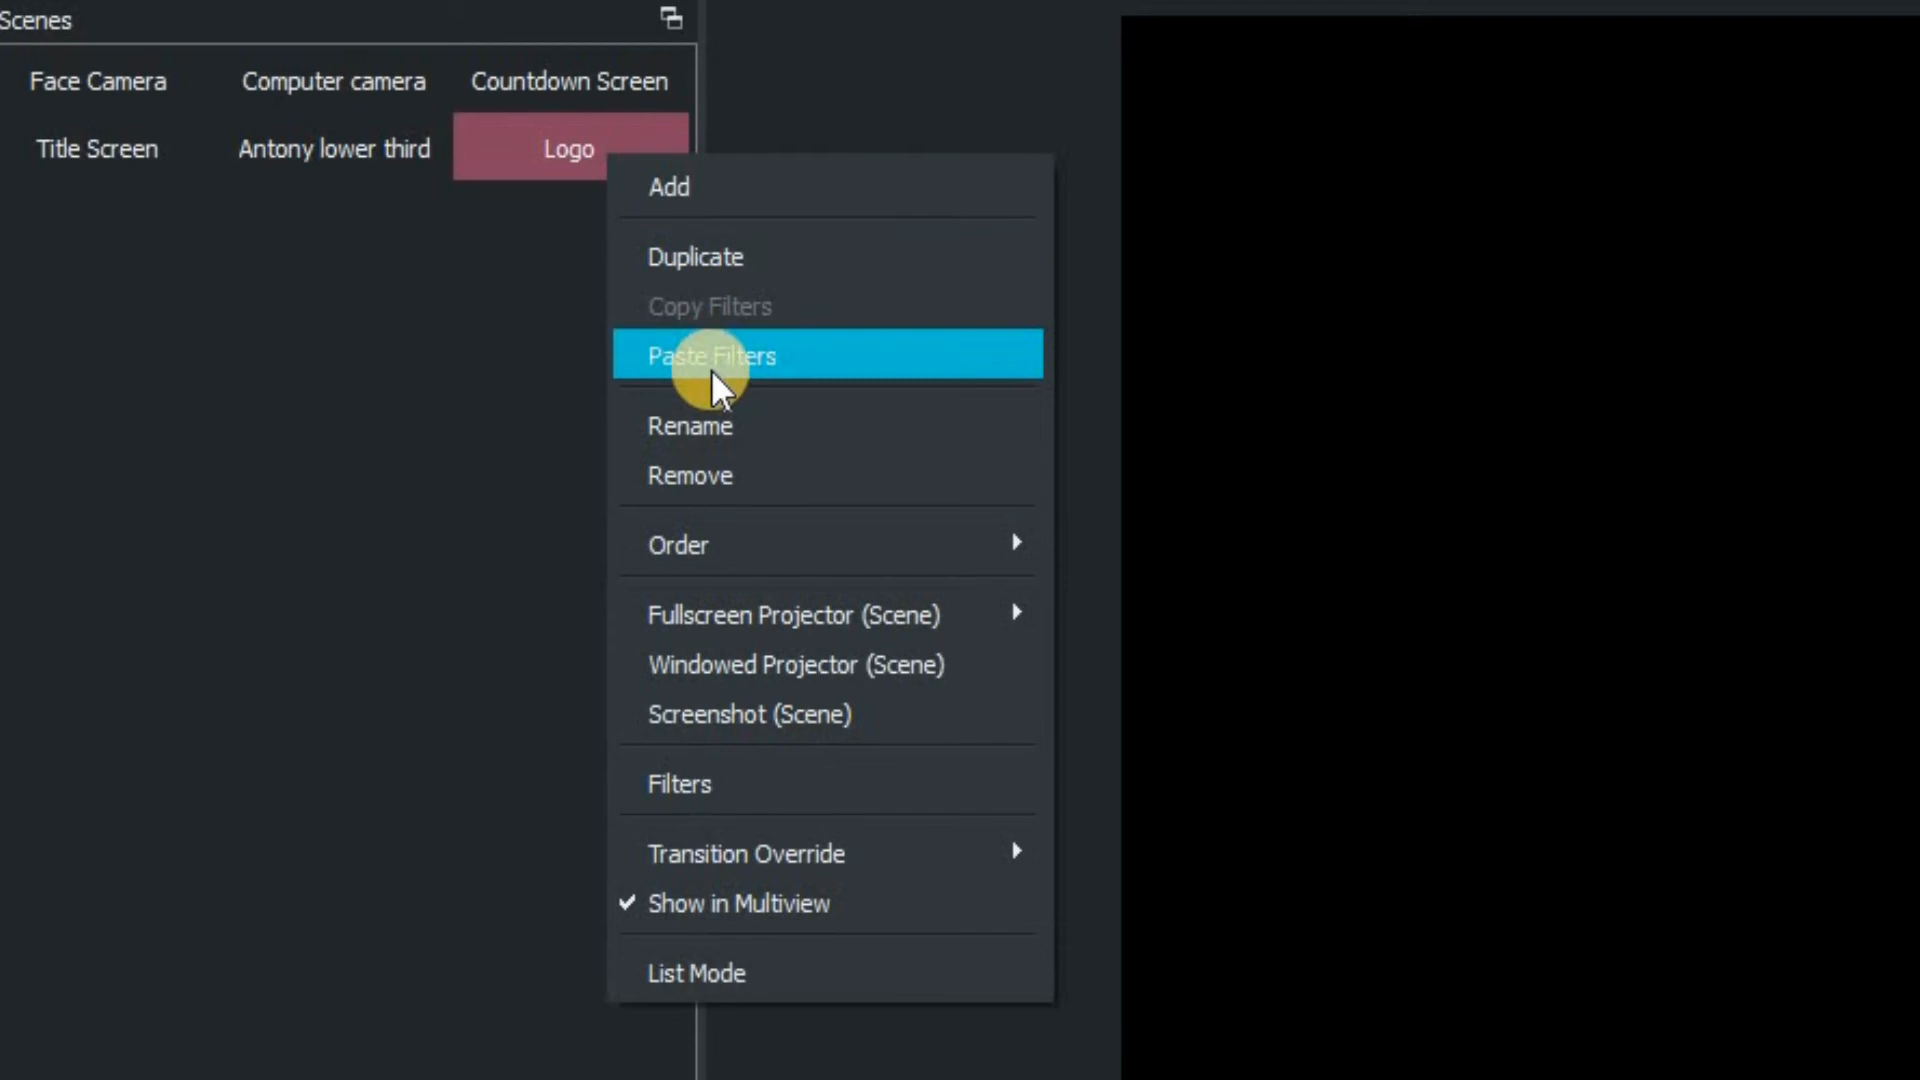 Scenes
Face Camera Computer camera Countdown Screen
Title Screen Antony lower third Logo
Add
Duplicate
Copy Filters
Paste Filters
Rename
Remove
Order
Fullscreen Projector (Scene)
Windowed Projector (Scene)
Screenshot (Scene)
Filters
Transition Override
Show in Multiview
List Mode